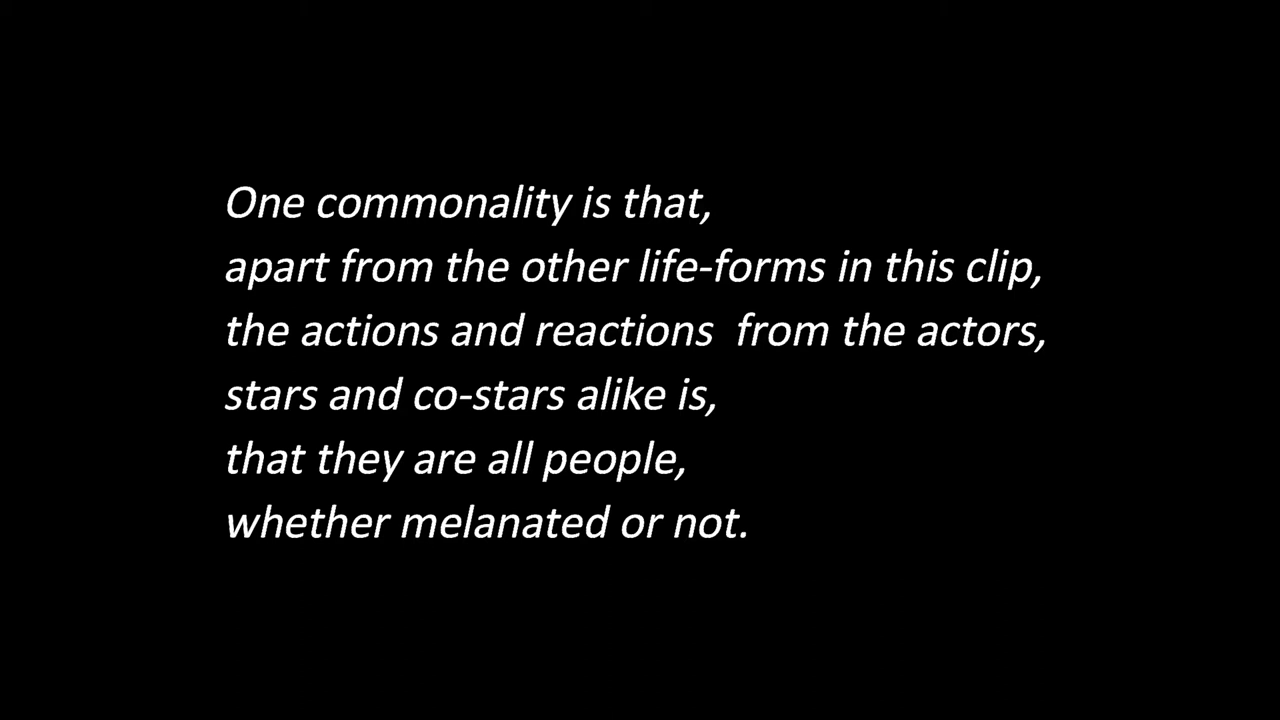 One commonality is that,
apart from the other life-forms in this clip,
the actions and reactions  from the actors,
stars and co-stars alike is,
that they are all people,
whether melanated or not.